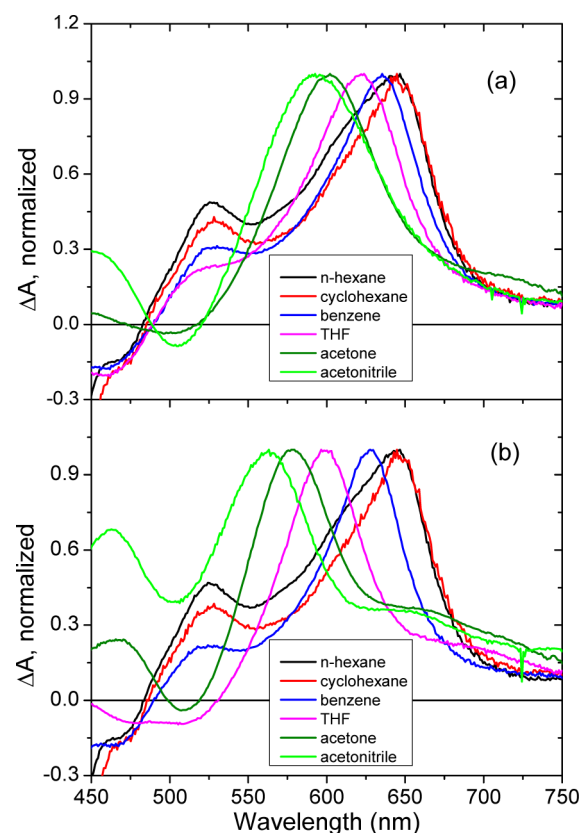 1.2
(a)
0.9
0.6
0.3
0.0
-0.3
ΔA, normalized
n-hexane
cyclohexane
benzene
THF
acetone
acetonitrile
(b)
0.9
0.6
0.3
0.0
-0.3
ΔA, normalized
n-hexane
cyclohexane
benzene
THF
acetone
acetonitrile
450 500 550 600 650 700 750
Wavelength (nm)